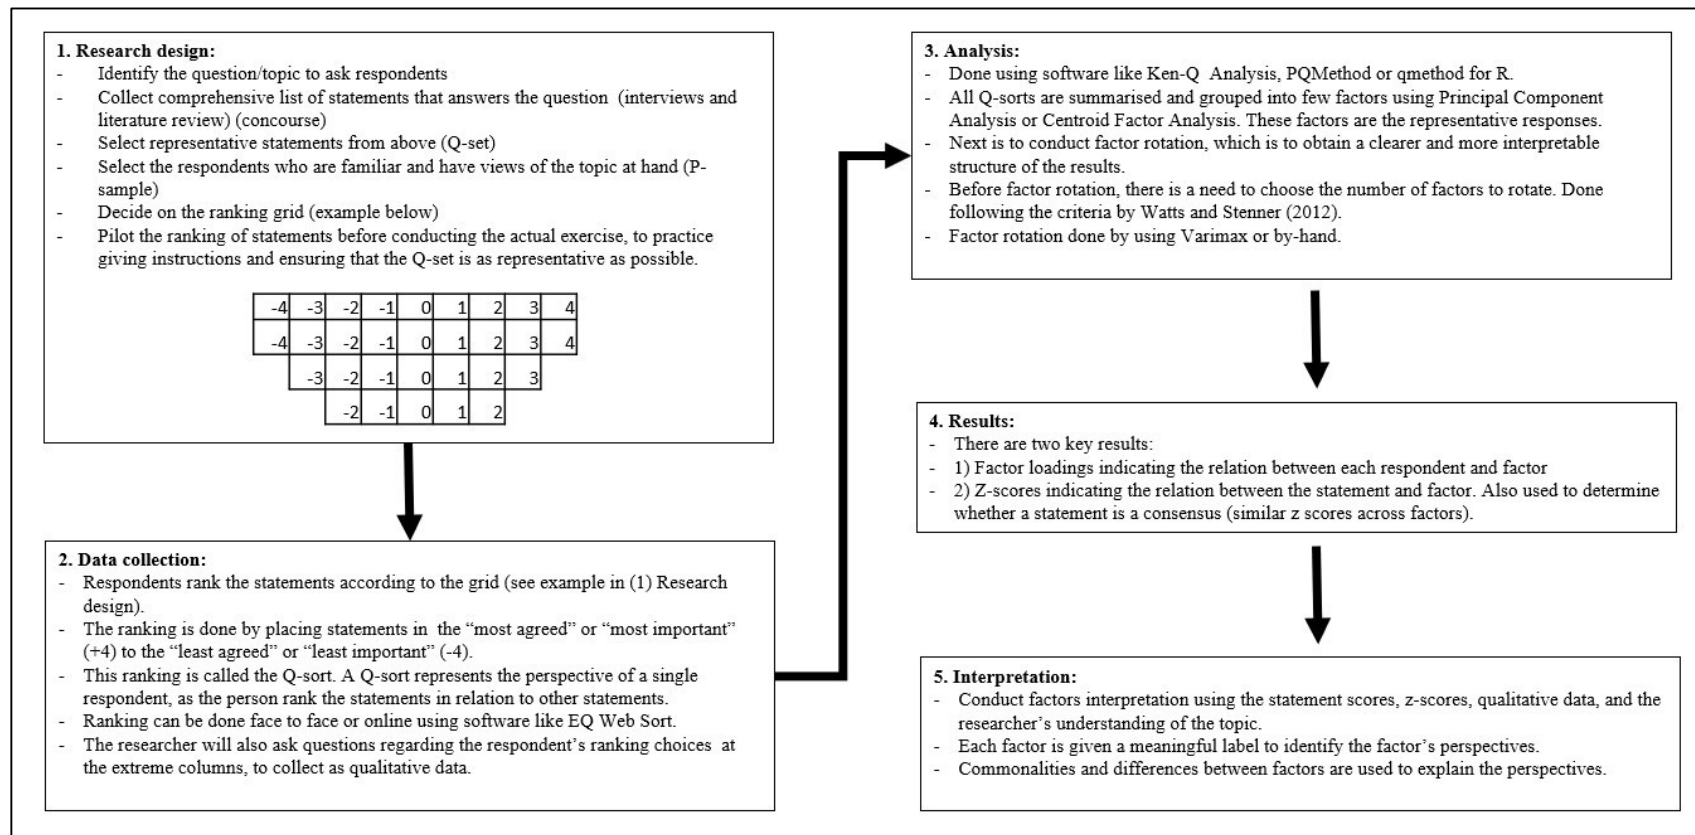 1. Research design:
- Identify the question/topic to ask respondents
- Collect comprehensive list of statements that answers the question (interviews and
literature review) (concourse)
- Select representative statements from above (Q-set)
- Select the respondents who are familiar and have views of the topic at hand (P-
sample)
- Decide on the ranking grid (example below)
- Pilot the ranking of statements before conducting the actual exercise, to practice
giving instructions and ensuring that the Q-set is as representative as possible.
-4 -3 -2 -1 0 1 2 3 4
-4 -3 -2 -1 0 1 2 3 4
-3 -2 -1 0 1 2 3
-2 -1 0 1 2
2. Data collection:
- Respondents rank the statements according to the grid (see example in (1) Research
design).
- The ranking is done by placing statements in the “most agreed” or “most important”
(+4) to the “least agreed” or “least important” (-4).
- This ranking is called the Q-sort. A Q-sort represents the perspective of a single
respondent, as the person rank the statements in relation to other statements.
- Ranking can be done face to face or online using software like EQ Web Sort.
- The researcher will also ask questions regarding the respondent’s ranking choices at
the extreme columns, to collect as qualitative data.
3. Analysis:
- Done using software like Ken-Q Analysis, PQMethod or qmethod for R.
- All Q-sorts are summarised and grouped into few factors using Principal Component
Analysis or Centroid Factor Analysis. These factors are the representative responses.
- Next is to conduct factor rotation, which is to obtain a clearer and more interpretable
structure of the results.
- Before factor rotation, there is a need to choose the number of factors to rotate. Done
following the criteria by Watts and Stenner (2012).
- Factor rotation done by using Varimax or by-hand.
4. Results:
- There are two key results:
- 1) Factor loadings indicating the relation between each respondent and factor
- 2) Z-scores indicating the relation between the statement and factor. Also used to determine
whether a statement is a consensus (similar z scores across factors).
5. Interpretation:
- Conduct factors interpretation using the statement scores, z-scores, qualitative data, and the
researcher’s understanding of the topic.
- Each factor is given a meaningful label to identify the factor’s perspectives.
- Commonalities and differences between factors are used to explain the perspectives.